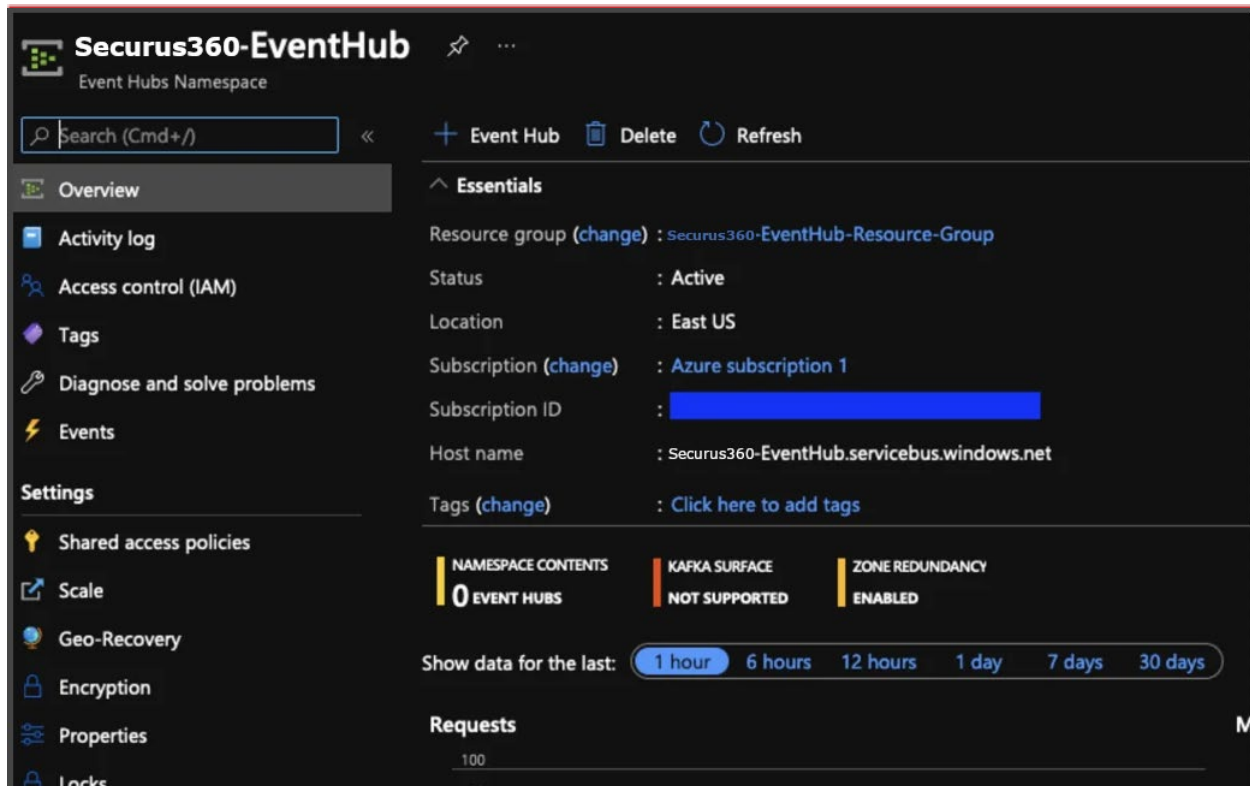 Securus360-EventHub
Event Hubs Namespace
Search (Cmd+/)
«
Event Hub Delete Refresh
Overview
Activity log
Access control (IAM)
Tags
Diagnose and solve problems
Events
Settings
Shared access policies
Scale
Geo-Recovery
Encryption
Properties
Locks
Essentials
Resource group (change) : Securus360-EventHub-Resource-Group
Status : Active
Location : East US
Subscription (change) : Azure subscription 1
Subscription ID :
Host name : Securus360-EventHub.servicebus.windows.net
Tags (change) : Click here to add tags
NAMESPACE CONTENTS
0 EVENT HUBS
KAFKA SURFACE
NOT SUPPORTED
ZONE REDUNDANCY
ENABLED
Show data for the last: 1 hour 6 hours 12 hours 1 day 7 days 30 days
Requests
100